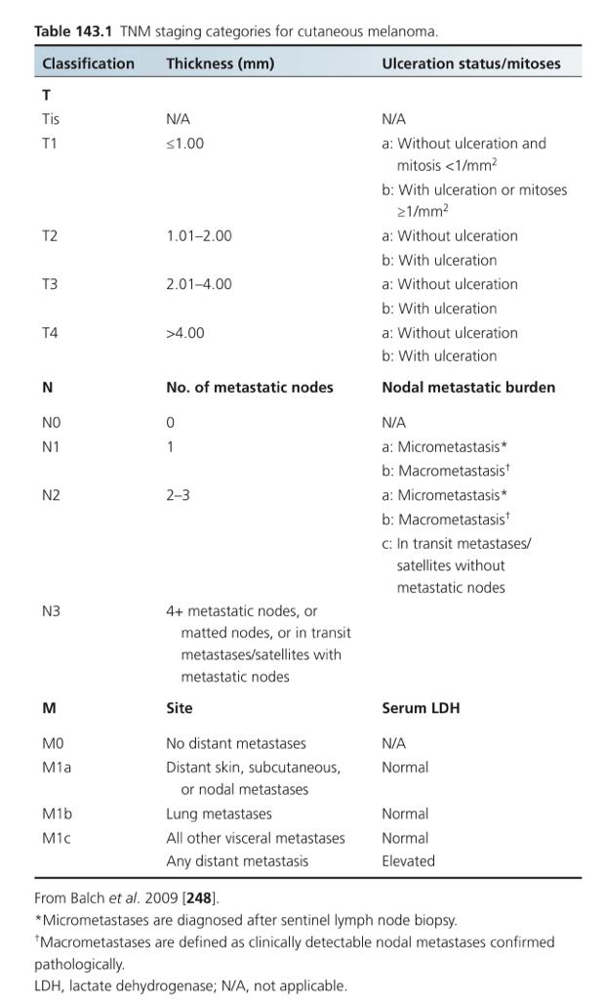 Table 143.1 TNM staging categories for cutaneous melanoma.
Classification Thickness (mm) Ulceration status/mitoses
T
Tis N/A N/A
T1 ≤1.00 a: Without ulceration and
mitosis <1/mm²
b: With ulceration or mitoses
≥1/mm²
T2 1.01–2.00 a: Without ulceration
b: With ulceration
T3 2.01–4.00 a: Without ulceration
b: With ulceration
T4 >4.00 a: Without ulceration
b: With ulceration
N No. of metastatic nodes Nodal metastatic burden
N0 0 N/A
N1 1 a: Micrometastasis*
b: Macrometastasis†
N2 2–3 a: Micrometastasis*
b: Macrometastasis†
c: In transit metastases/
satellites without
metastatic nodes
N3 4+ metastatic nodes, or
matted nodes, or in transit
metastases/satellites with
metastatic nodes
M Site Serum LDH
M0 No distant metastases N/A
M1a Distant skin, subcutaneous, Normal
or nodal metastases
M1b Lung metastases Normal
M1c All other visceral metastases Normal
Any distant metastasis Elevated
From Balch et al. 2009 [248].
*Micrometastases are diagnosed after sentinel lymph node biopsy.
†Macrometastases are defined as clinically detectable nodal metastases confirmed
pathologically.
LDH, lactate dehydrogenase; N/A, not applicable.